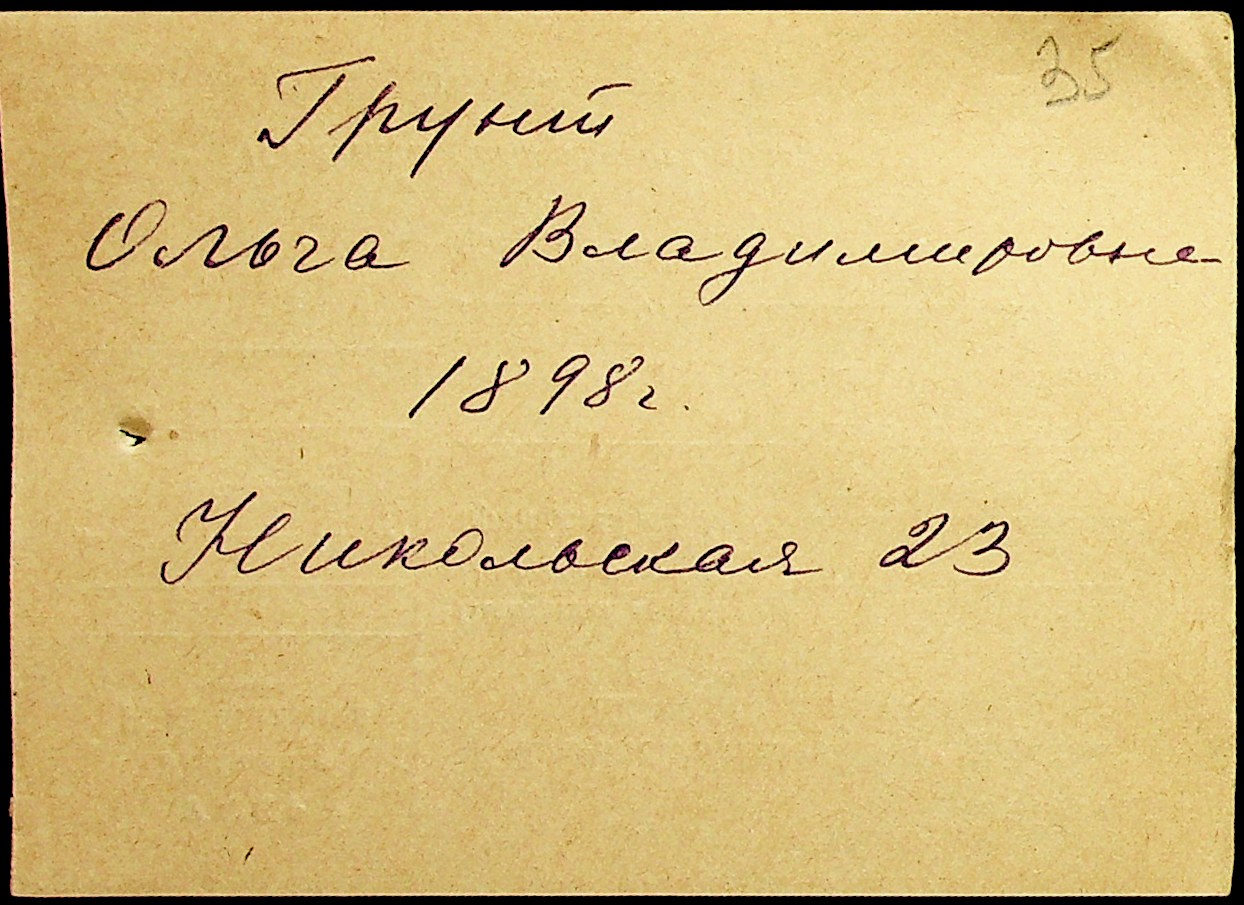 35
Грунт
Ольга Владимировна
1898г.
Никольская 23